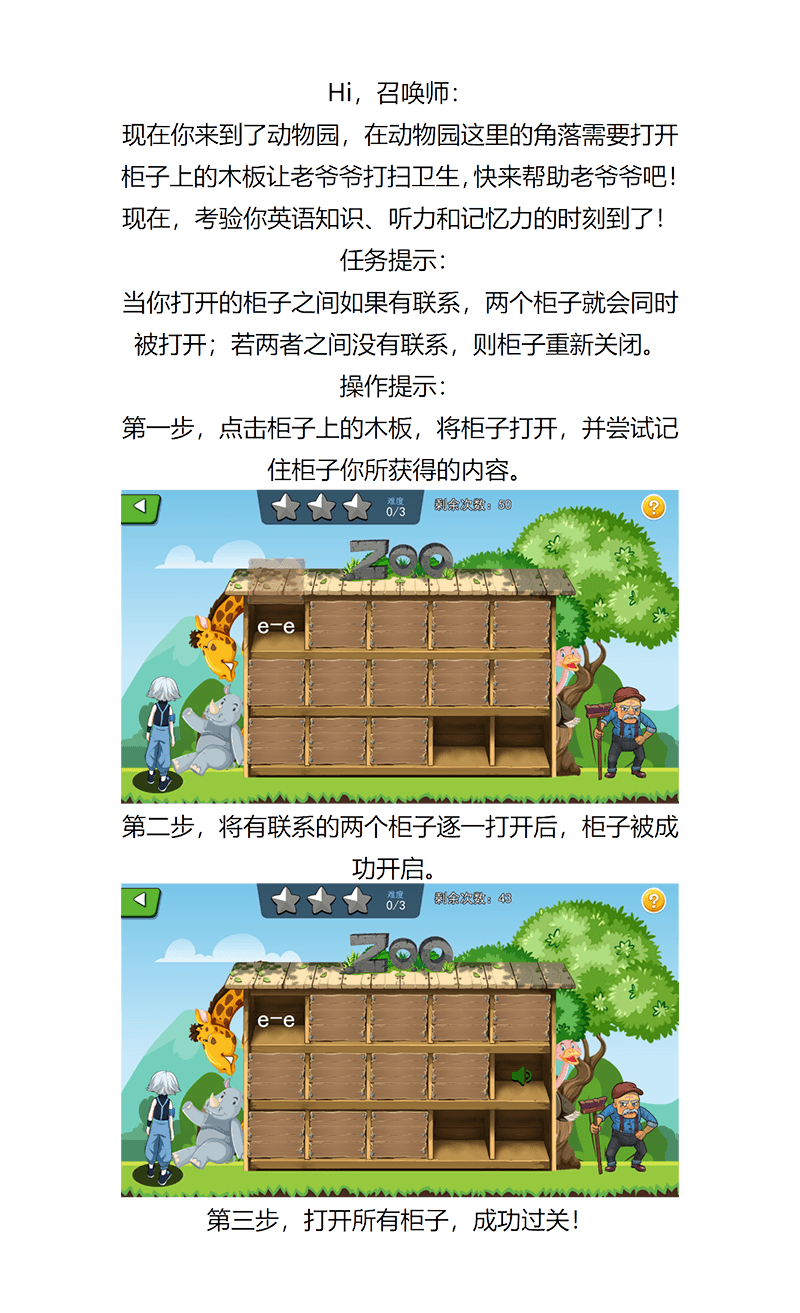 Hi，召唤师：
现在你来到了动物园，在动物园这里的角落需要打开
柜子上的木板让老爷爷打扫卫生，快来帮助老爷爷吧！
现在，考验你英语知识、听力和记忆力的时刻到了！
任务提示：
当你打开的柜子之间如果有联系，两个柜子就会同时
被打开；若两者之间没有联系，则柜子重新关闭。
操作提示：
第一步，点击柜子上的木板，将柜子打开，并尝试记
住柜子你所获得的内容。
难度
0/3
剩余次数：50
?
Zoo
e-e
第二步，将有联系的两个柜子逐一打开后，柜子被成
功开启。
难度
0/3
剩余次数：43
?
Zoo
e-e
第三步，打开所有柜子，成功过关！